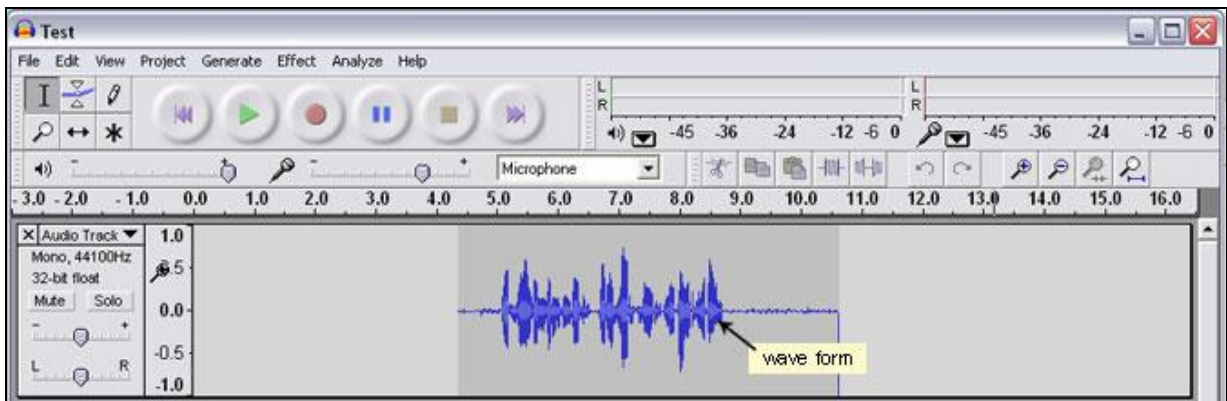 Test
File Edit View Project Generate Effect Analyze Help
L
R
-45 -36 -24 -12 -6 0
L
R
-45 -36 -24 -12 -6 0
Microphone
- 3.0 - 2.0 - 1.0 0.0 1.0 2.0 3.0 4.0 5.0 6.0 7.0 8.0 9.0 10.0 11.0 12.0 13.0 14.0 15.0 16.0
X Audio Track
Mono, 44100Hz
32-bit float
Mute Solo
- +
L R
1.0
0.5
0.0
-0.5
-1.0
wave form